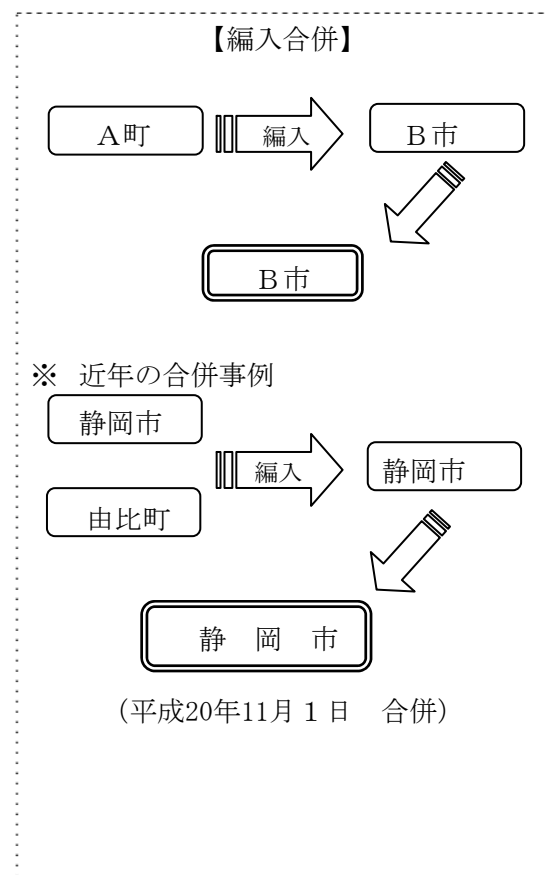 【編入合併】
A町
編入
B市
B市
※ 近年の合併事例
静岡市
由比町
編入
静岡市
静 岡 市
(平成20年11月１日 合併)